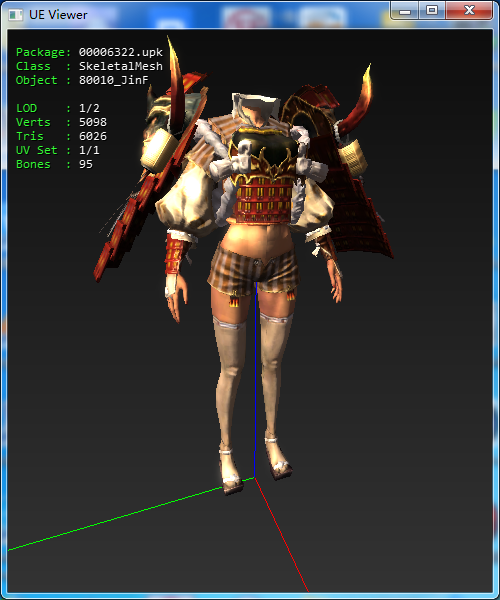 UE Viewer
Package: 00006322.upk
Class : SkeletalMesh
Object : 80010_JinF_
LOD : 1/2
Verts : 5098
Tris : 6026
UV Set : 1/1
Bones : 95